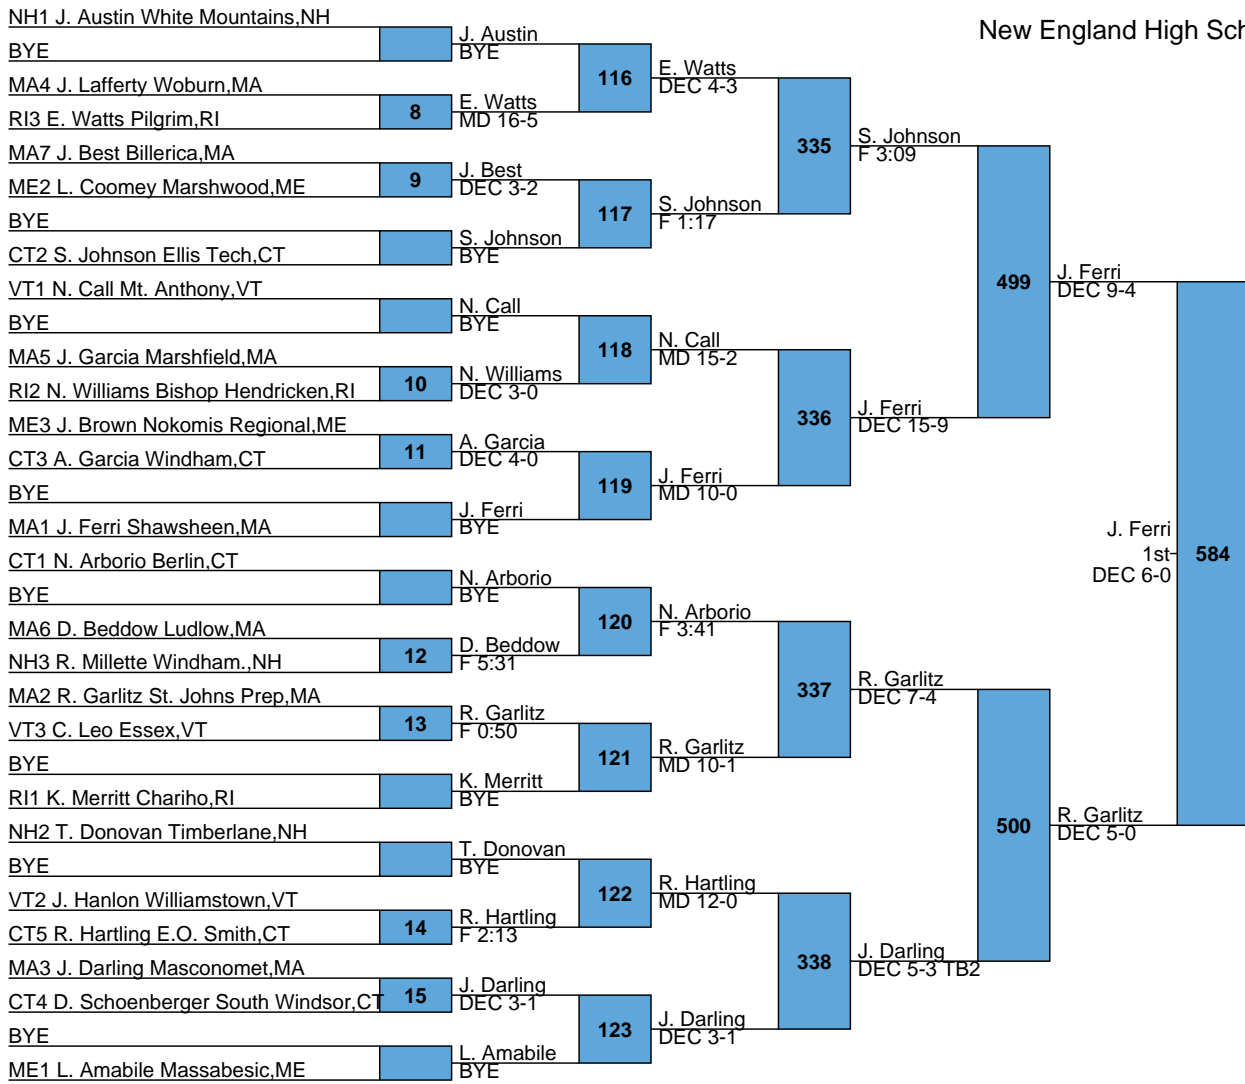 New England High Sch
NH1 J. Austin White Mountains,NH
BYE
J. Austin
BYE
MA4 J. Lafferty Woburn,MA
RI3 E. Watts Pilgrim,RI
8
E. Watts
MD 16-5
116
E. Watts
DEC 4-3
MA7 J. Best Billerica,MA
ME2 L. Coomey Marshwood,ME
9
J. Best
DEC 3-2
BYE
CT2 S. Johnson Ellis Tech,CT
S. Johnson
BYE
117
S. Johnson
F 1:17
335
S. Johnson
F 3:09
VT1 N. Call Mt. Anthony,VT
BYE
N. Call
BYE
MA5 J. Garcia Marshfield,MA
RI2 N. Williams Bishop Hendricken,RI
10
N. Williams
DEC 3-0
118
N. Call
MD 15-2
ME3 J. Brown Nokomis Regional,ME
CT3 A. Garcia Windham,CT
11
A. Garcia
DEC 4-0
BYE
MA1 J. Ferri Shawsheen,MA
J. Ferri
BYE
119
J. Ferri
MD 10-0
336
J. Ferri
DEC 15-9
499
J. Ferri
DEC 9-4
CT1 N. Arborio Berlin,CT
BYE
N. Arborio
BYE
MA6 D. Beddow Ludlow,MA
NH3 R. Millette Windham.,NH
12
D. Beddow
F 5:31
120
N. Arborio
F 3:41
MA2 R. Garlitz St. Johns Prep,MA
VT3 C. Leo Essex,VT
13
R. Garlitz
F 0:50
BYE
RI1 K. Merritt Chariho,RI
K. Merritt
BYE
121
R. Garlitz
MD 10-1
337
R. Garlitz
DEC 7-4
NH2 T. Donovan Timberlane,NH
BYE
T. Donovan
BYE
VT2 J. Hanlon Williamstown,VT
CT5 R. Hartling E.O. Smith,CT
14
R. Hartling
F 2:13
122
R. Hartling
MD 12-0
MA3 J. Darling Masconomet,MA
CT4 D. Schoenberger South Windsor,CT
15
J. Darling
DEC 3-1
BYE
ME1 L. Amabile Massabesic,ME
L. Amabile
BYE
123
J. Darling
DEC 3-1
338
J. Darling
DEC 5-3 TB2
500
R. Garlitz
DEC 5-0
J. Ferri
1st
DEC 6-0
584